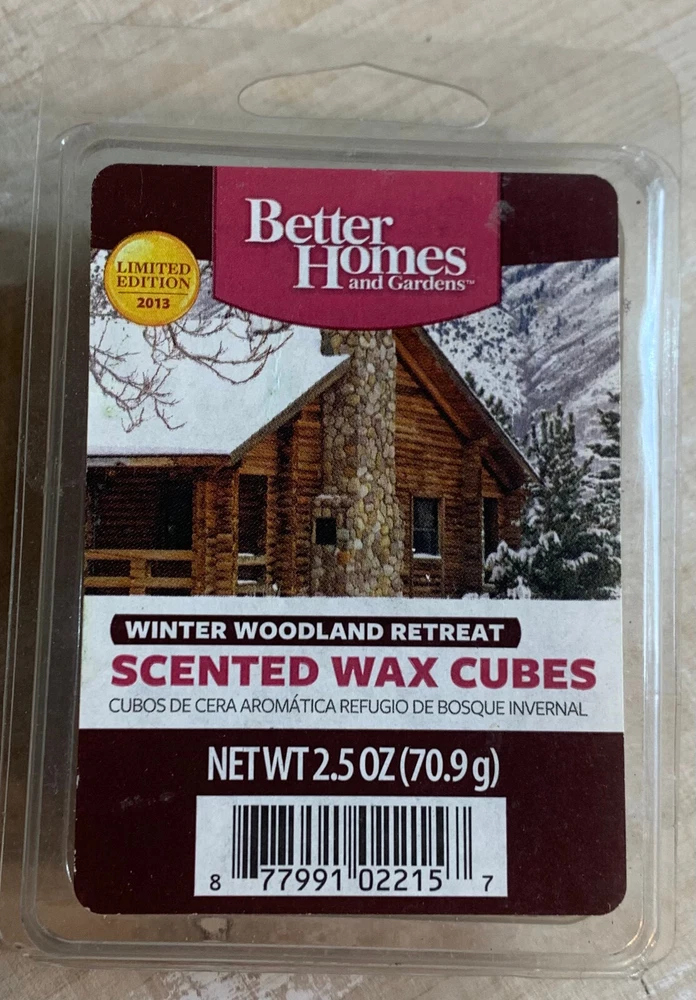 Better
Homes
and Gardens™
LIMITED
EDITION
2013
WINTER WOODLAND RETREAT
SCENTED WAX CUBES
CUBOS DE CERA AROMÁTICA REFUGIO DE BOSQUE INVERNAL
NET WT 2.5 OZ (70.9 g)
8 77991 02215 7